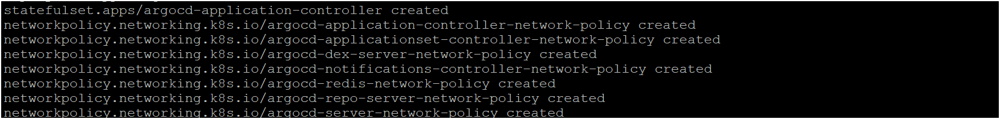 statefulset.apps/argocd-application-controller created
networkpolicy.networking.k8s.io/argocd-application-controller-network-policy created
networkpolicy.networking.k8s.io/argocd-applicationset-controller-network-policy created
networkpolicy.networking.k8s.io/argocd-dex-server-network-policy created
networkpolicy.networking.k8s.io/argocd-notifications-controller-network-policy created
networkpolicy.networking.k8s.io/argocd-redis-network-policy created
networkpolicy.networking.k8s.io/argocd-repo-server-network-policy created
networkpolicy.networking.k8s.io/argocd-server-network-policy created